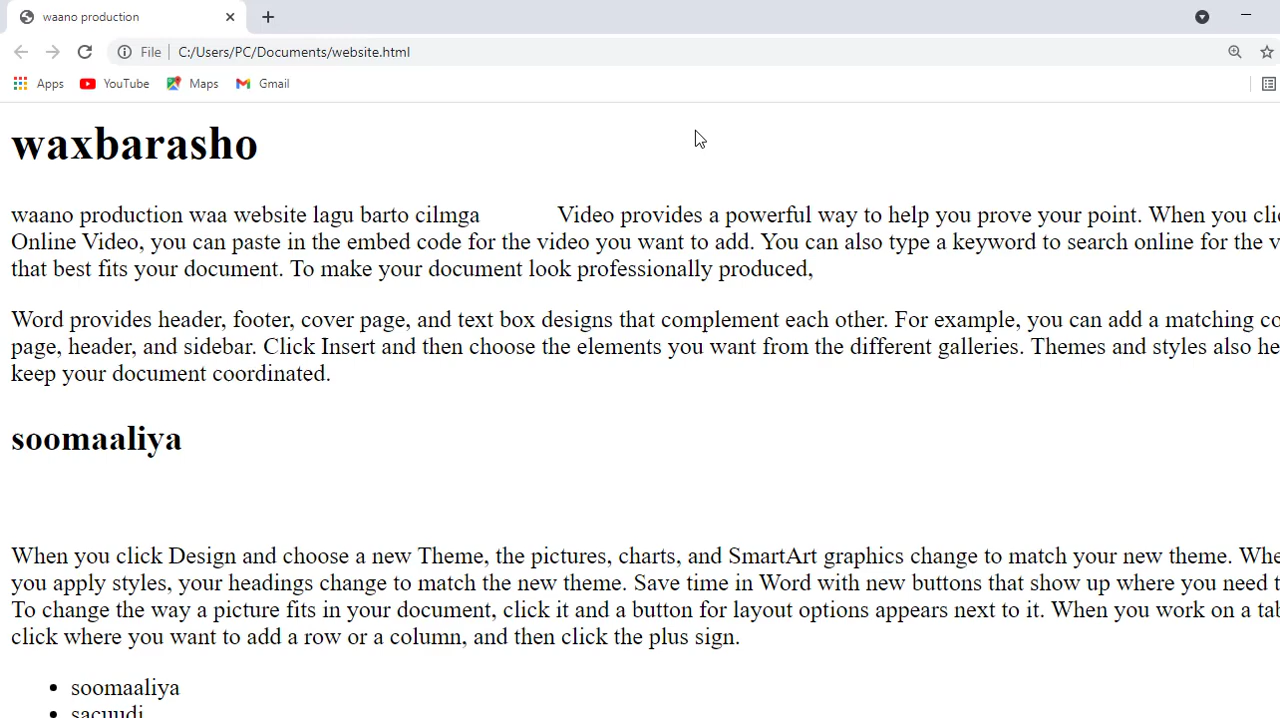 waano production
File
C:/Users/PC/Documents/website.html
Apps
YouTube
Maps
Gmail
waxbarasho
waano production waa website lagu barto cilmga Video provides a powerful way to help you prove your point. When you
Online Video, you can paste in the embed code for the video you want to add. You can also type a keyword to search online for the
that best fits your document. To make your document look professionally produced,
Word provides header, footer, cover page, and text box designs that complement each other. For example, you can add a matching
page, header, and sidebar. Click Insert and then choose the elements you want from the different galleries. Themes and styles also
keep your document coordinated.
soomaaliya
When you click Design and choose a new Theme, the pictures, charts, and SmartArt graphics change to match your new theme.
you apply styles, your headings change to match the new theme. Save time in Word with new buttons that show up where you need
To change the way a picture fits in your document, click it and a button for layout options appears next to it. When you work on a
click where you want to add a row or a column, and then click the plus sign.
soomaaliya
sacuudi